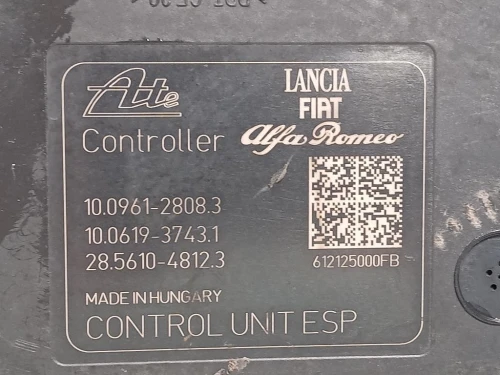 Ate
LANCIA
FIAT
Controller
Alfa Romeo
10.0961-2808.3
10.0619-3743.1
28.5610-4812.3
612125000FB
MADE IN HUNGARY
CONTROL UNIT ESP